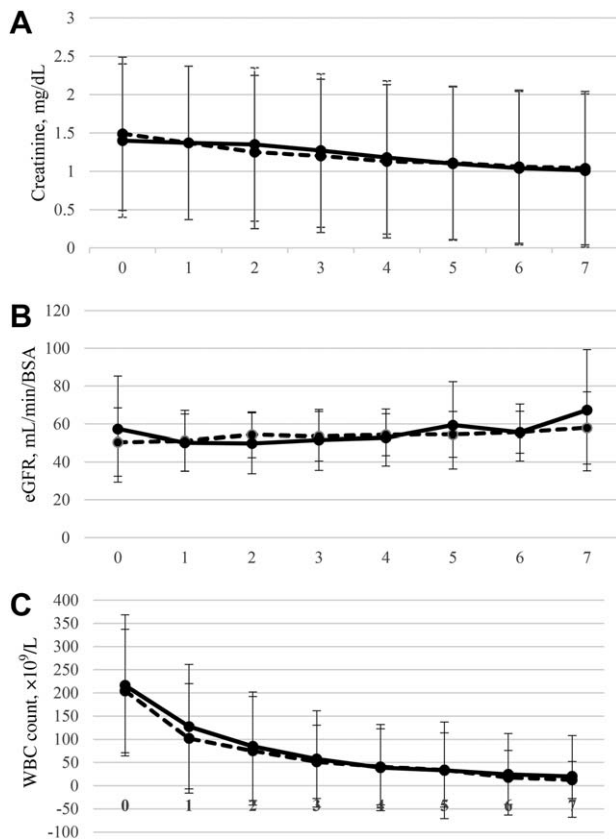 A
Creatinine, mg/dL
3
2.5
2
1.5
1
0.5
0
0 1 2 3 4 5 6 7
B
eGFR, mL/min/BSA
120
100
80
60
40
20
0
0 1 2 3 4 5 6 7
C
WBC count, ×10⁹/L
400
350
300
250
200
150
100
50
0
-50
-100
0 1 2 3 4 5 6 7